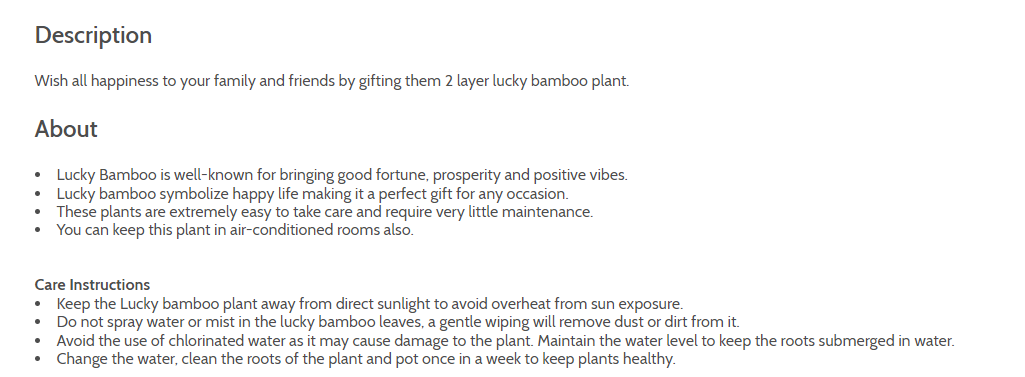 Description
Wish all happiness to your family and friends by gifting them 2 layer lucky bamboo plant.
About
• Lucky Bamboo is well-known for bringing good fortune, prosperity and positive vibes.
• Lucky bamboo symbolize happy life making it a perfect gift for any occasion.
• These plants are extremely easy to take care and require very little maintenance.
• You can keep this plant in air-conditioned rooms also.
Care Instructions
• Keep the Lucky bamboo plant away from direct sunlight to avoid overheat from sun exposure.
• Do not spray water or mist in the lucky bamboo leaves, a gentle wiping will remove dust or dirt from it.
• Avoid the use of chlorinated water as it may cause damage to the plant. Maintain the water level to keep the roots submerged in water.
• Change the water, clean the roots of the plant and pot once in a week to keep plants healthy.